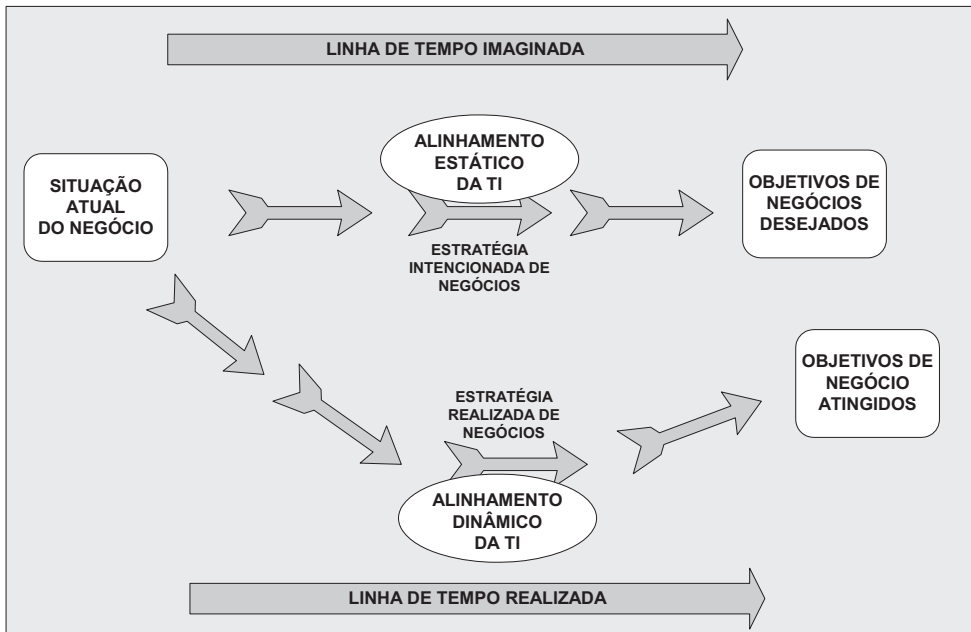 LINHA DE TEMPO IMAGINADA
ALINHAMENTO
ESTÁTICO
DA TI
SITUAÇÃO
ATUAL
DO NEGÓCIO
OBJETIVOS DE
NEGÓCIOS
DESEJADOS
ESTRATÉGIA
INTENCIONADA DE
NEGÓCIOS
OBJETIVOS DE
NEGÓCIO
ATINGIDOS
ESTRATÉGIA
REALIZADA DE
NEGÓCIOS
ALINHAMENTO
DINÂMICO
DA TI
LINHA DE TEMPO REALIZADA